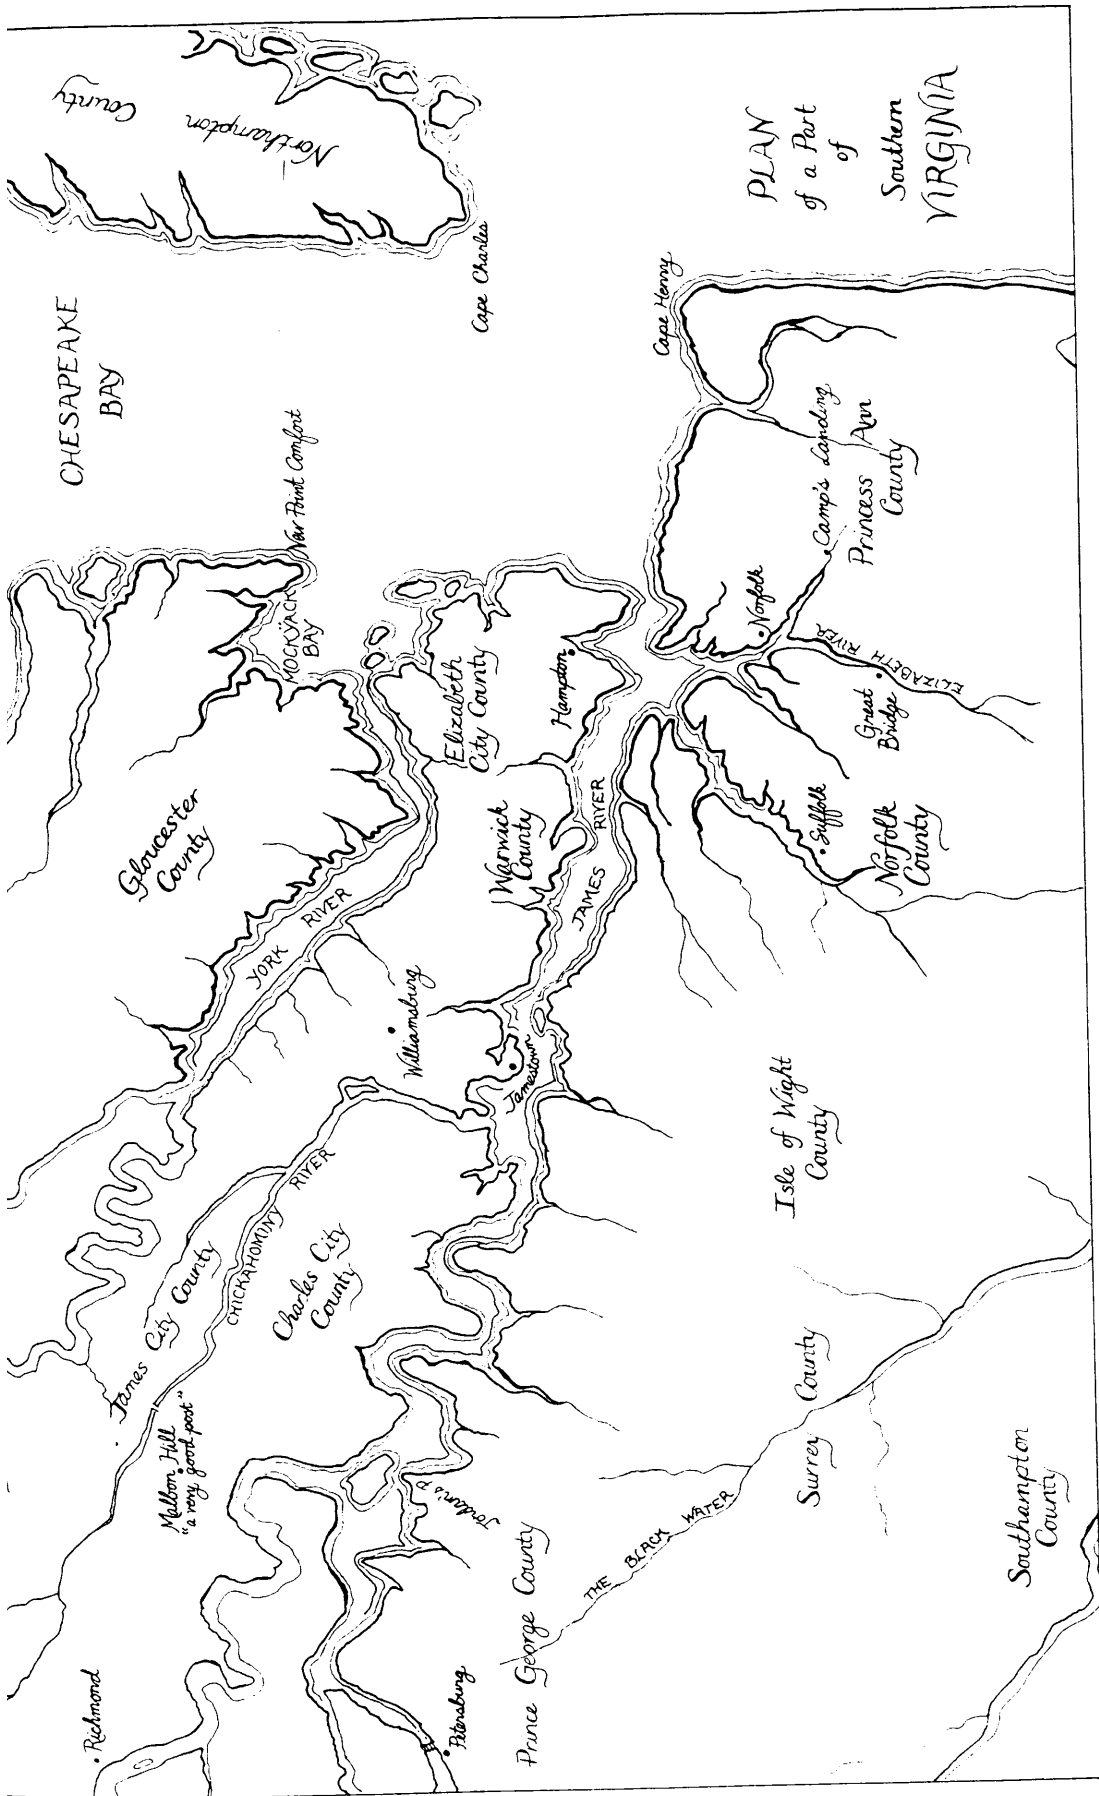 PLAN
of a Part
of
Southern
VIRGINIA
CHESAPEAKE
BAY
Northampton
County
Cape Charles
Cape Henry
New Point Comfort
MOCKJACK
BAY
Gloucester
County
YORK RIVER
Elizabeth
City County
Hampton
Warwick
County
JAMES RIVER
Norfolk
Camp's Landing
Princess Ann
County
ELIZABETH RIVER
Great
Bridge
Suffolk
Norfolk
County
Williamsburg
Jamestown
Isle of Wight
County
CHICKAHOMINY RIVER
James City County
Charles City
County
Malbon Hill
"a very good post"
Jordan's P.
Richmond
Petersburg
Prince George County
THE BLACK WATER
Surrey County
Southampton
County